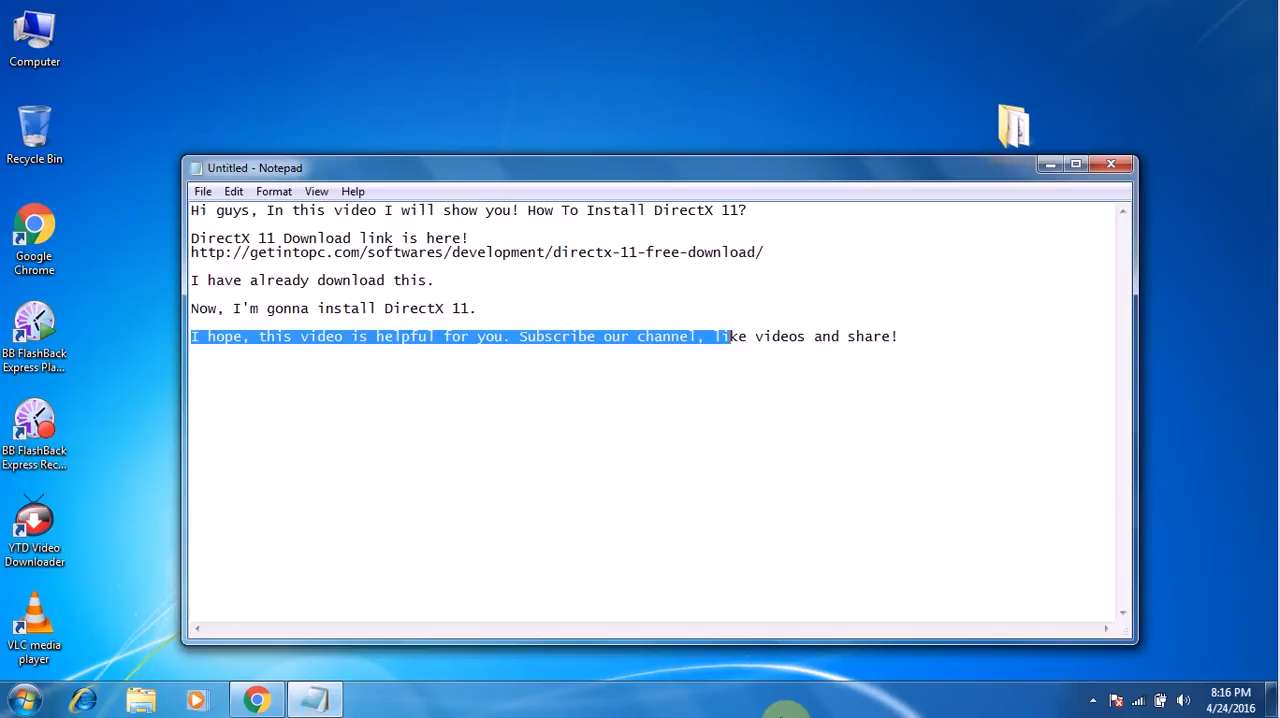 Computer
Recycle Bin
Google
Chrome
BB FlashBack
Express Pla...
BB FlashBack
Express Rec...
YTD Video
Downloader
VLC media
player
Untitled - Notepad
File Edit Format View Help
Hi guys, In this video I will show you! How To Install DirectX 11?
DirectX 11 Download link is here!
http://getintopc.com/softwares/development/directx-11-free-download/
I have already download this.
Now, I'm gonna install DirectX 11.
I hope, this video is helpful for you. Subscribe our channel, like videos and share!
8:16 PM
4/24/2016